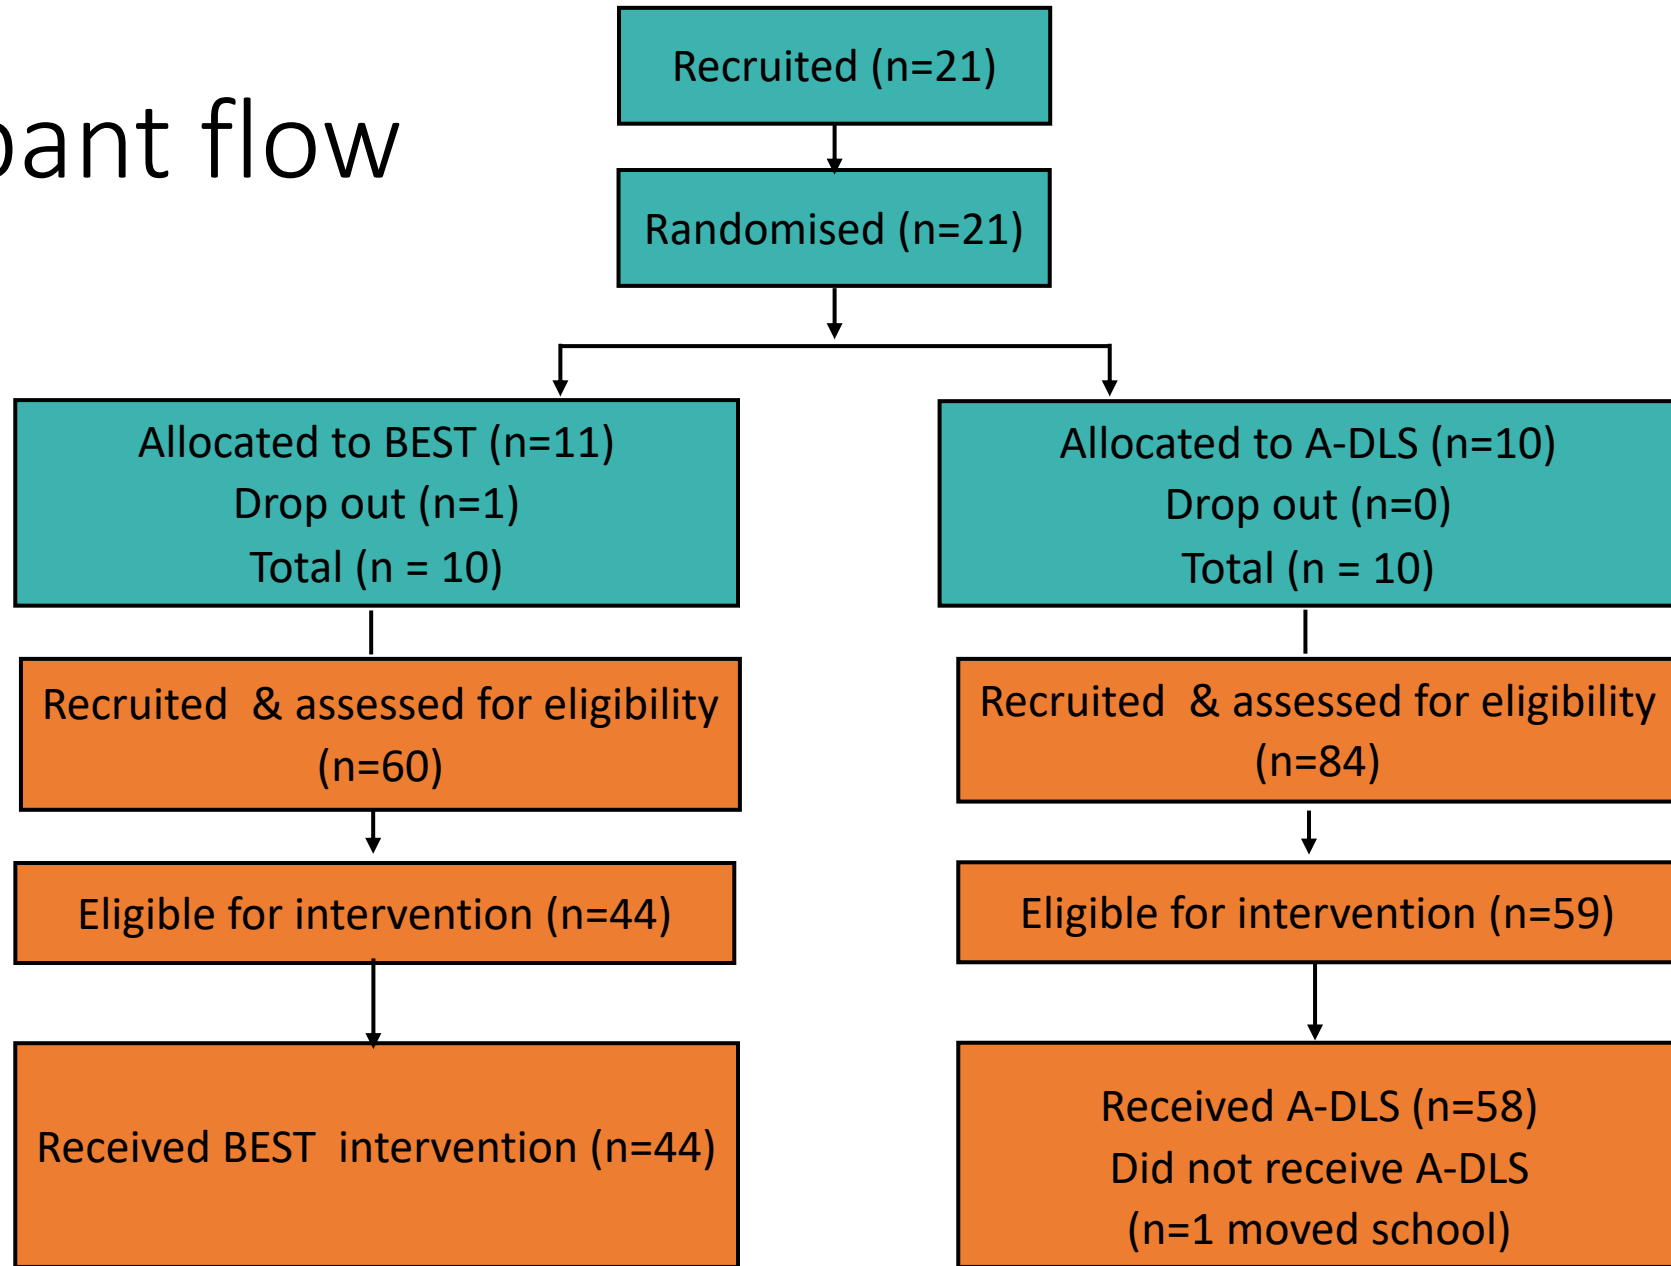 pant flow
Recruited (n=21)
Randomised (n=21)
Allocated to BEST (n=11)
Drop out (n=1)
Total (n = 10)
Allocated to A-DLS (n=10)
Drop out (n=0)
Total (n = 10)
Recruited  & assessed for eligibility
(n=60)
Recruited  & assessed for eligibility
(n=84)
Eligible for intervention (n=44)
Eligible for intervention (n=59)
Received BEST  intervention (n=44)
Received A-DLS (n=58)
Did not receive A-DLS
(n=1 moved school)